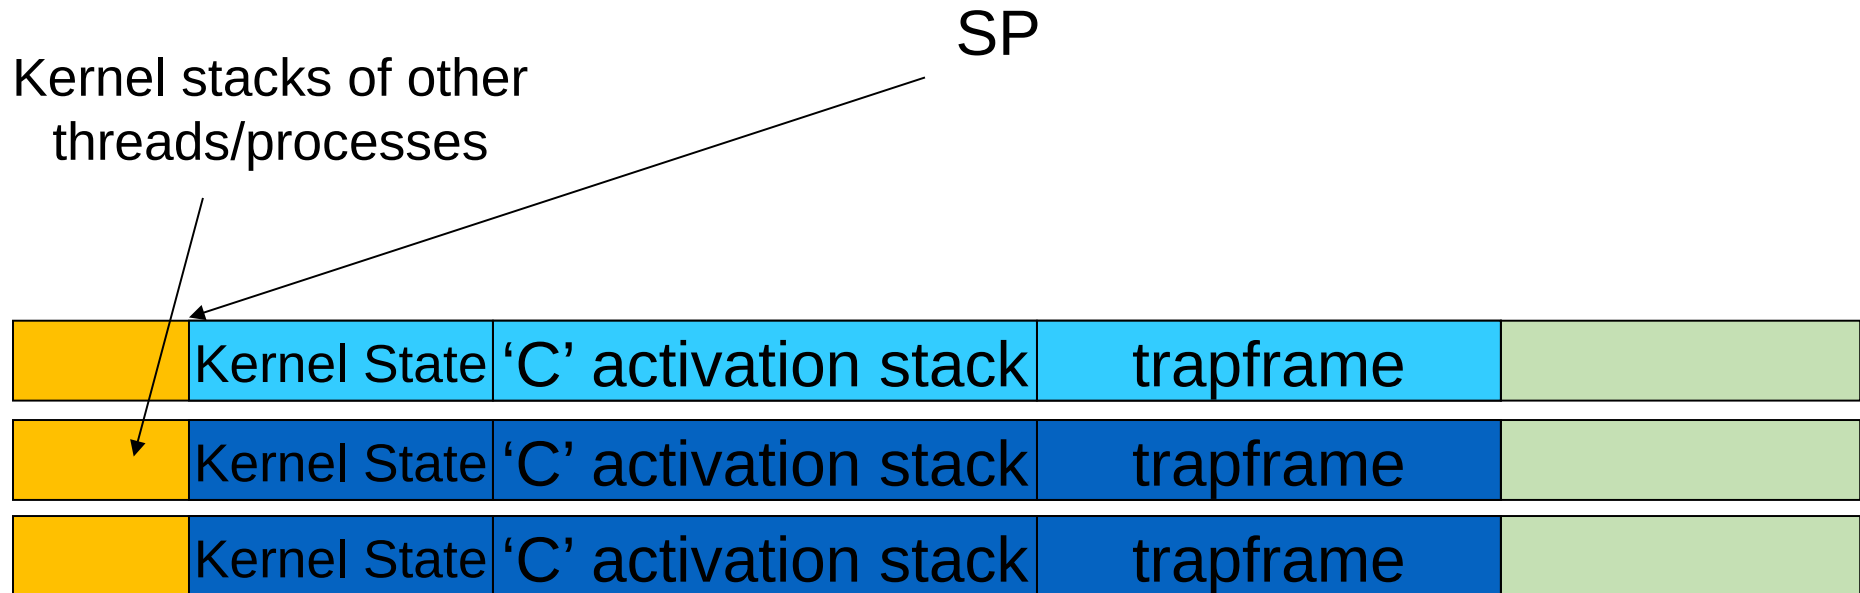 SP
Kernel stacks of other
threads/processes
Kernel State ‘C’ activation stack trapframe
Kernel State ‘C’ activation stack trapframe
Kernel State ‘C’ activation stack trapframe